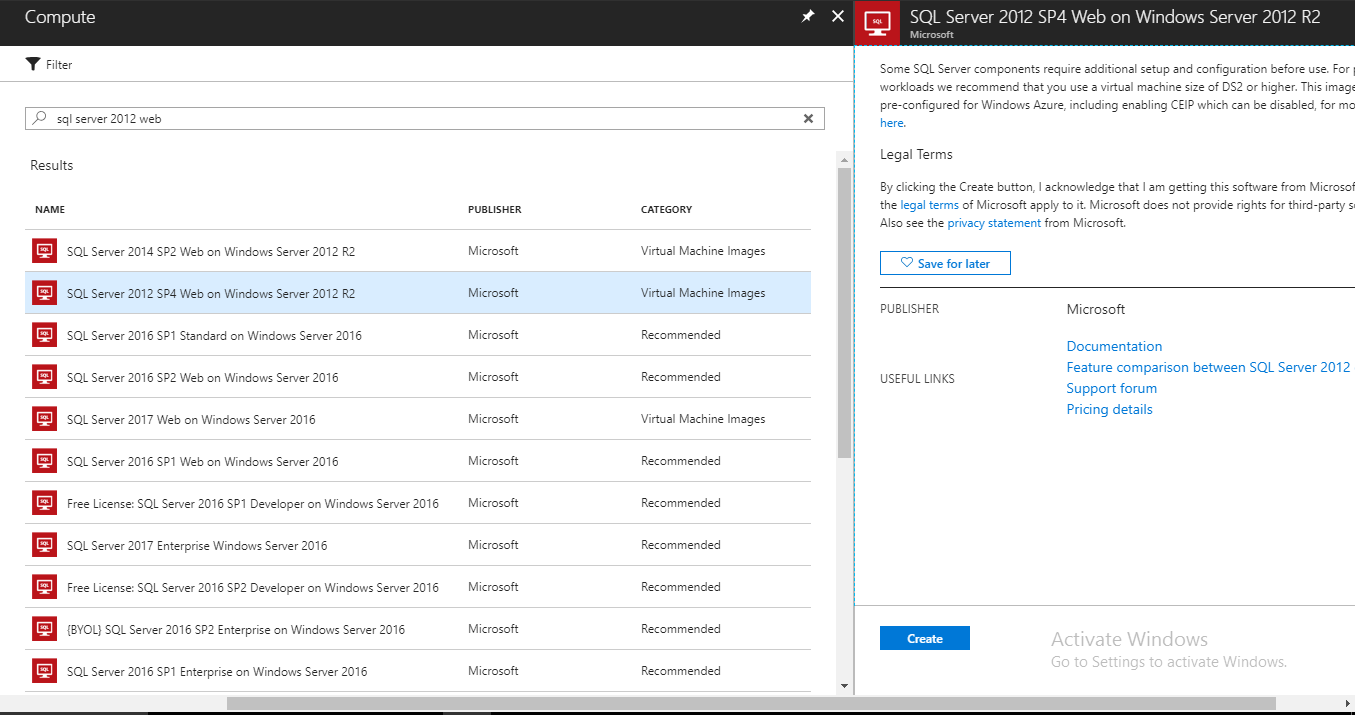 Compute
Filter
sql server 2012 web
Results
NAME PUBLISHER CATEGORY
SQL SQL Server 2014 SP2 Web on Windows Server 2012 R2 Microsoft Virtual Machine Images
SQL SQL Server 2012 SP4 Web on Windows Server 2012 R2 Microsoft Virtual Machine Images
SQL SQL Server 2016 SP1 Standard on Windows Server 2016 Microsoft Recommended
SQL SQL Server 2016 SP2 Web on Windows Server 2016 Microsoft Recommended
SQL SQL Server 2017 Web on Windows Server 2016 Microsoft Virtual Machine Images
SQL SQL Server 2016 SP1 Web on Windows Server 2016 Microsoft Recommended
SQL Free License: SQL Server 2016 SP1 Developer on Windows Server 2016 Microsoft Recommended
SQL SQL Server 2017 Enterprise Windows Server 2016 Microsoft Recommended
SQL Free License: SQL Server 2016 SP2 Developer on Windows Server 2016 Microsoft Recommended
SQL {BYOL} SQL Server 2016 SP2 Enterprise on Windows Server 2016 Microsoft Recommended
SQL SQL Server 2016 SP1 Enterprise on Windows Server 2016 Microsoft Recommended
SQL SQL Server 2012 SP4 Web on Windows Server 2012 R2
Microsoft
Some SQL Server components require additional setup and configuration before use. For
workloads we recommend that you use a virtual machine size of DS2 or higher. This image
pre-configured for Windows Azure, including enabling CEIP which can be disabled, for mo
here.
Legal Terms
By clicking the Create button, I acknowledge that I am getting this software from Microsof
the legal terms of Microsoft apply to it. Microsoft does not provide rights for third-party s
Also see the privacy statement from Microsoft.
Save for later
PUBLISHER Microsoft
Documentation
Feature comparison between SQL Server 2012
USEFUL LINKS
Support forum
Pricing details
Create
Activate Windows
Go to Settings to activate Windows.